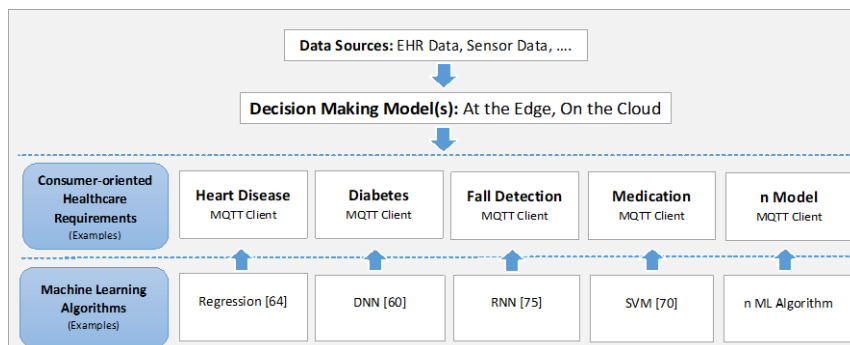 Data Sources: EHR Data, Sensor Data, ....
Decision Making Model(s): At the Edge, On the Cloud
Consumer-oriented
Healthcare
Requirements
(Examples)
Heart Disease
MQTT Client
Diabetes
MQTT Client
Fall Detection
MQTT Client
Medication
MQTT Client
n Model
MQTT Client
Machine Learning
Algorithms
(Examples)
Regression [64]
DNN [60]
RNN [75]
SVM [70]
n ML Algorithm